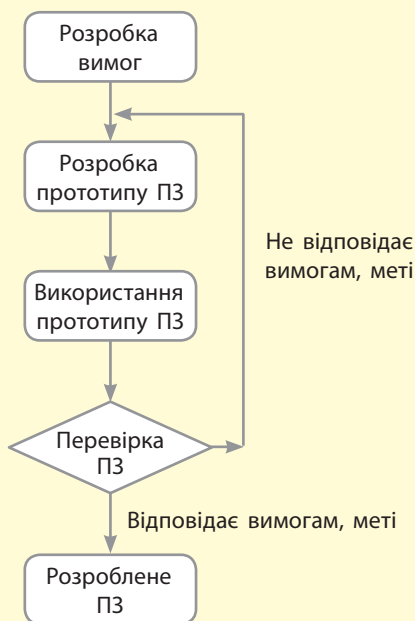 Розробка
вимог
Розробка
прототипу ПЗ
Не відповідає
вимогам, меті
Використання
прототипу ПЗ
Перевірка
ПЗ
Відповідає вимогам, меті
Розроблене
ПЗ